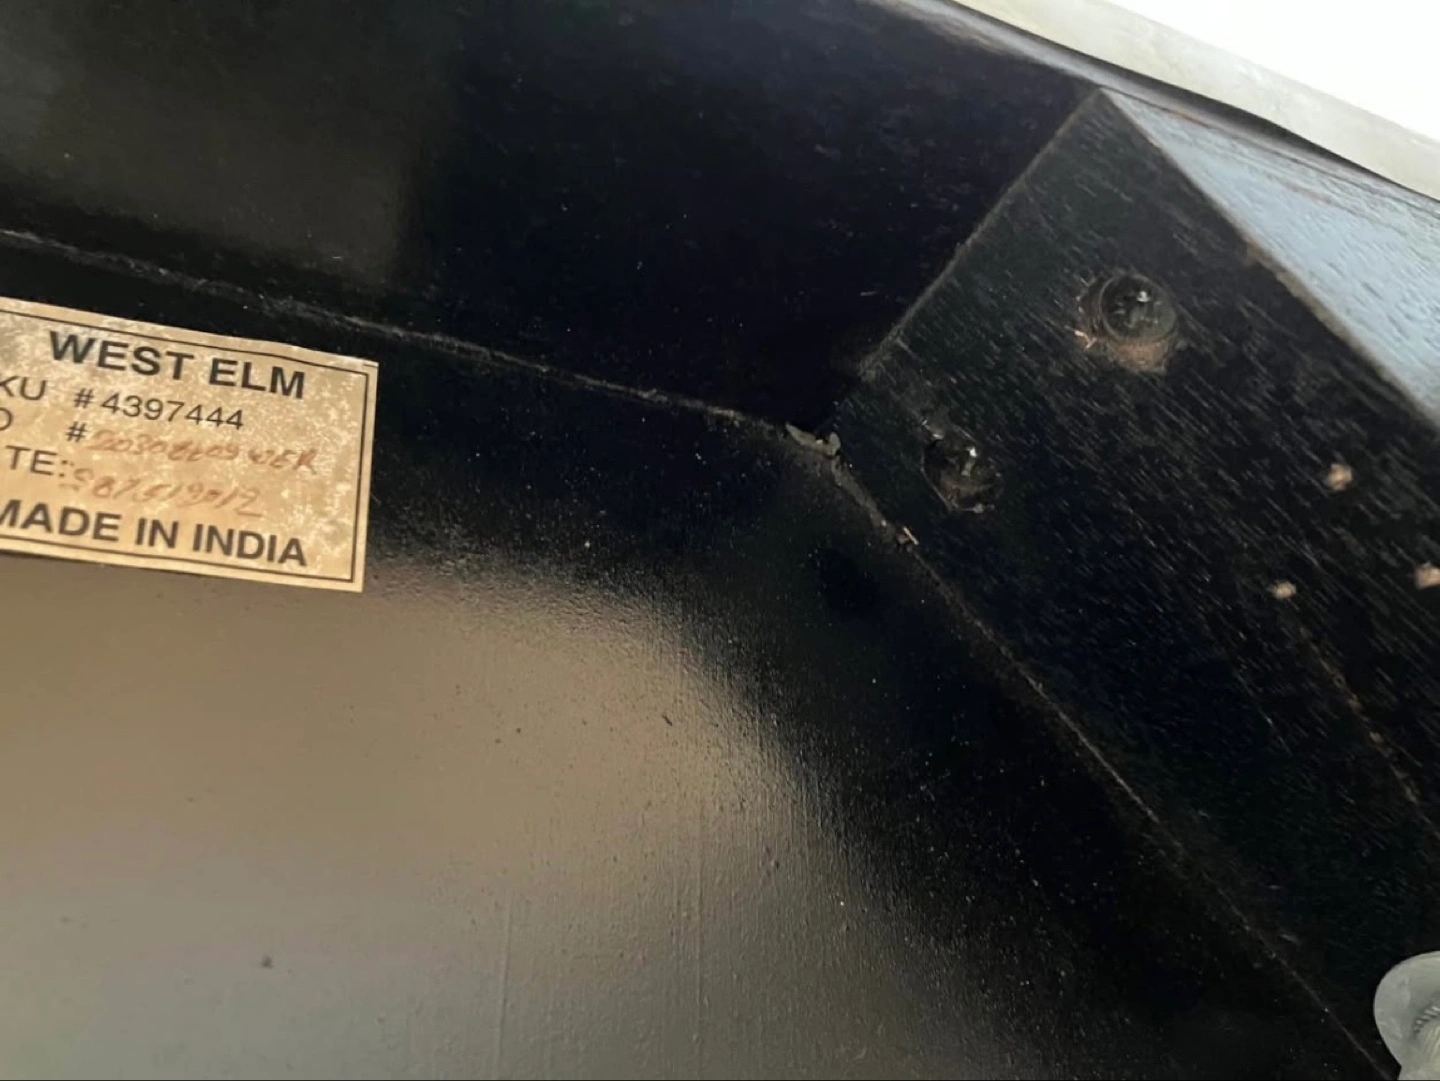 WEST ELM
KU # 4397444
#
TE:
MADE IN INDIA